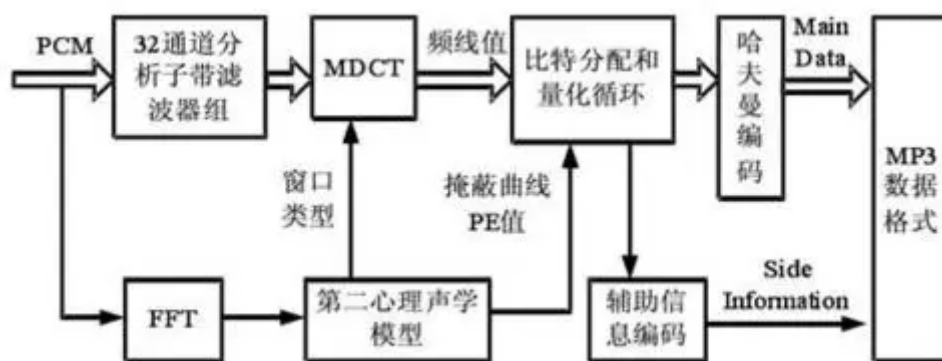 PCM
32通道分
析子带滤
波器组
MDCT
频线值
比特分配和
量化循环
哈
夫
曼
编
码
Main
Data
MP3
数据
格式
窗口
类型
掩蔽曲线
PE值
FFT
第二心理声学
模型
辅助信
息编码
Side
Information